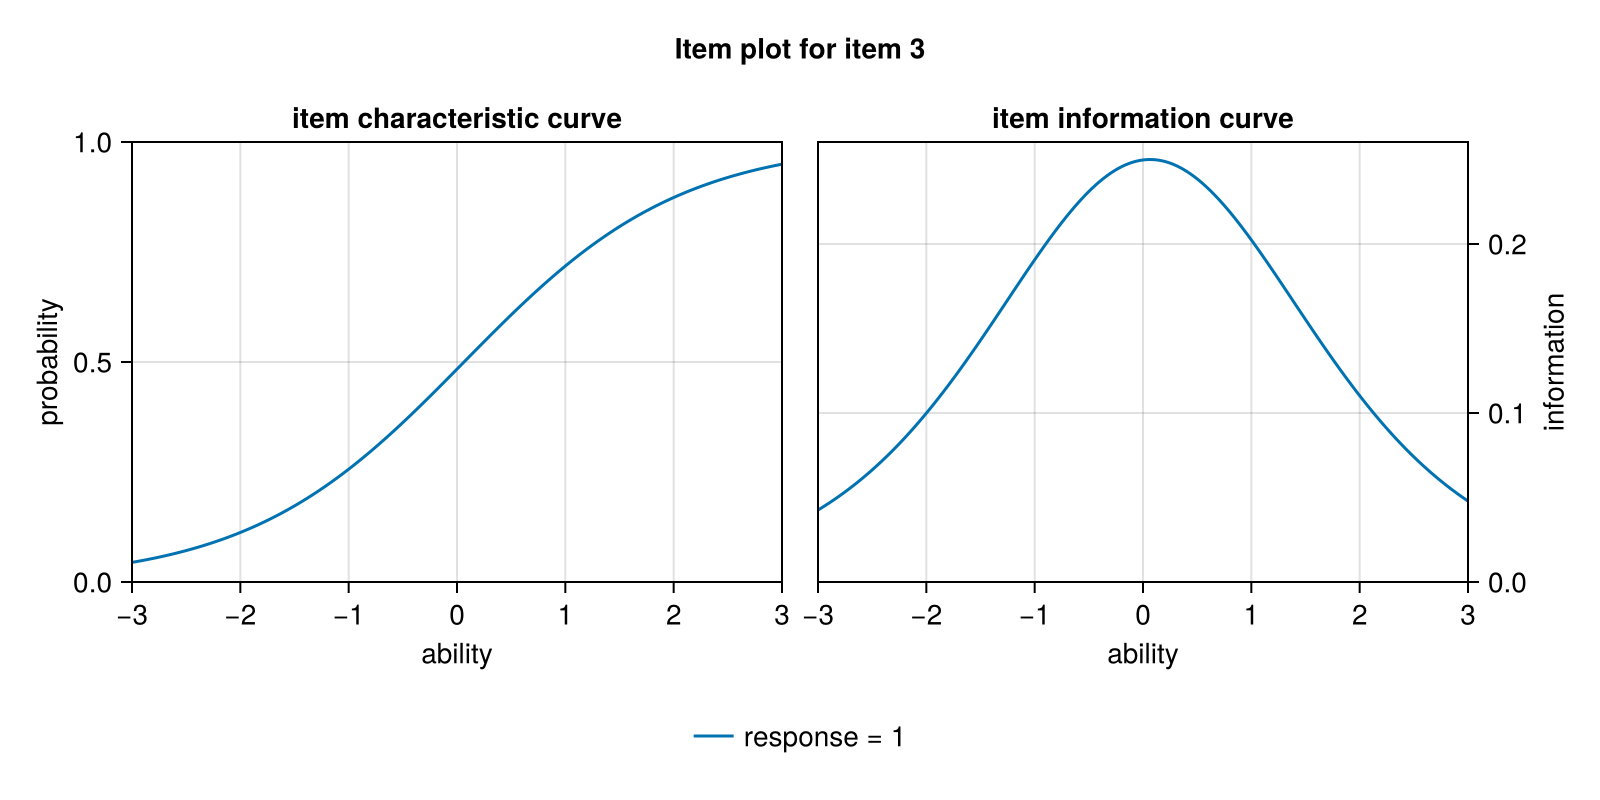 Item plot for item 3
item characteristic curve
item information curve
1.0
0.5
0.0
probability
−3 −2 −1 0 1 2 3
ability
0.2
0.1
0.0
information
−3 −2 −1 0 1 2 3
ability
response = 1